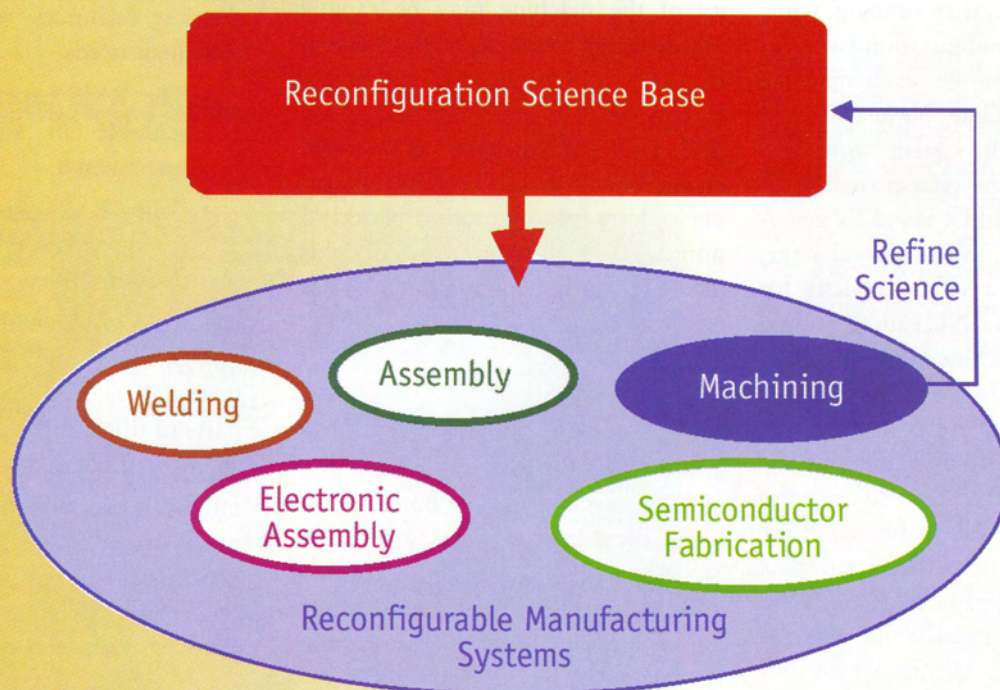 Reconfiguration Science Base
Refine
Science
Welding
Assembly
Machining
Electronic
Assembly
Semiconductor
Fabrication
Reconfigurable Manufacturing
Systems